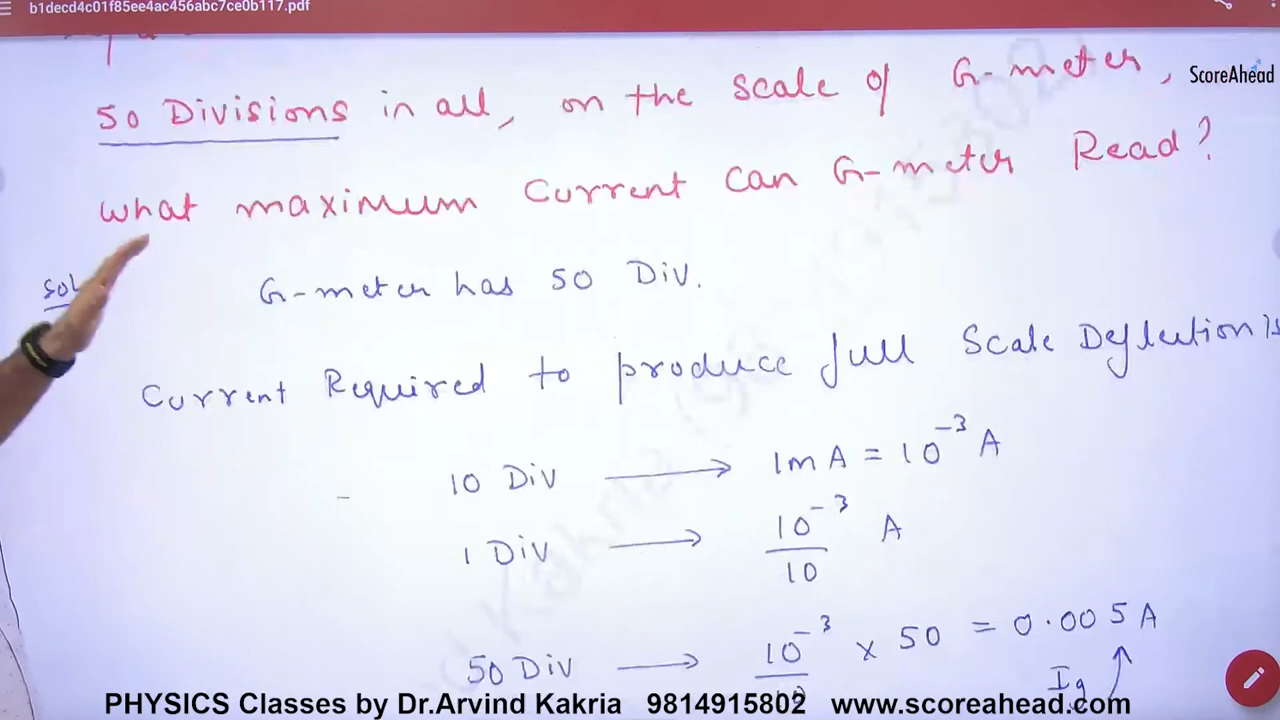 b1decd4c01f85ee4ac456abc7ce0b117.pdf
ScoreAhead
50 Divisions in all, on the scale of G-meter,
what maximum current can G-meter Read?
Sol
G-meter has 50 Div.
Current Required to produce full Scale Deflection is
10 Div → 1mA = 10⁻³ A
1 Div → 10⁻³/10 A
50 Div → 10⁻³/10 × 50 = 0.005 A
Ig
PHYSICS Classes by Dr.Arvind Kakria 9814915802 www.scoreahead.com